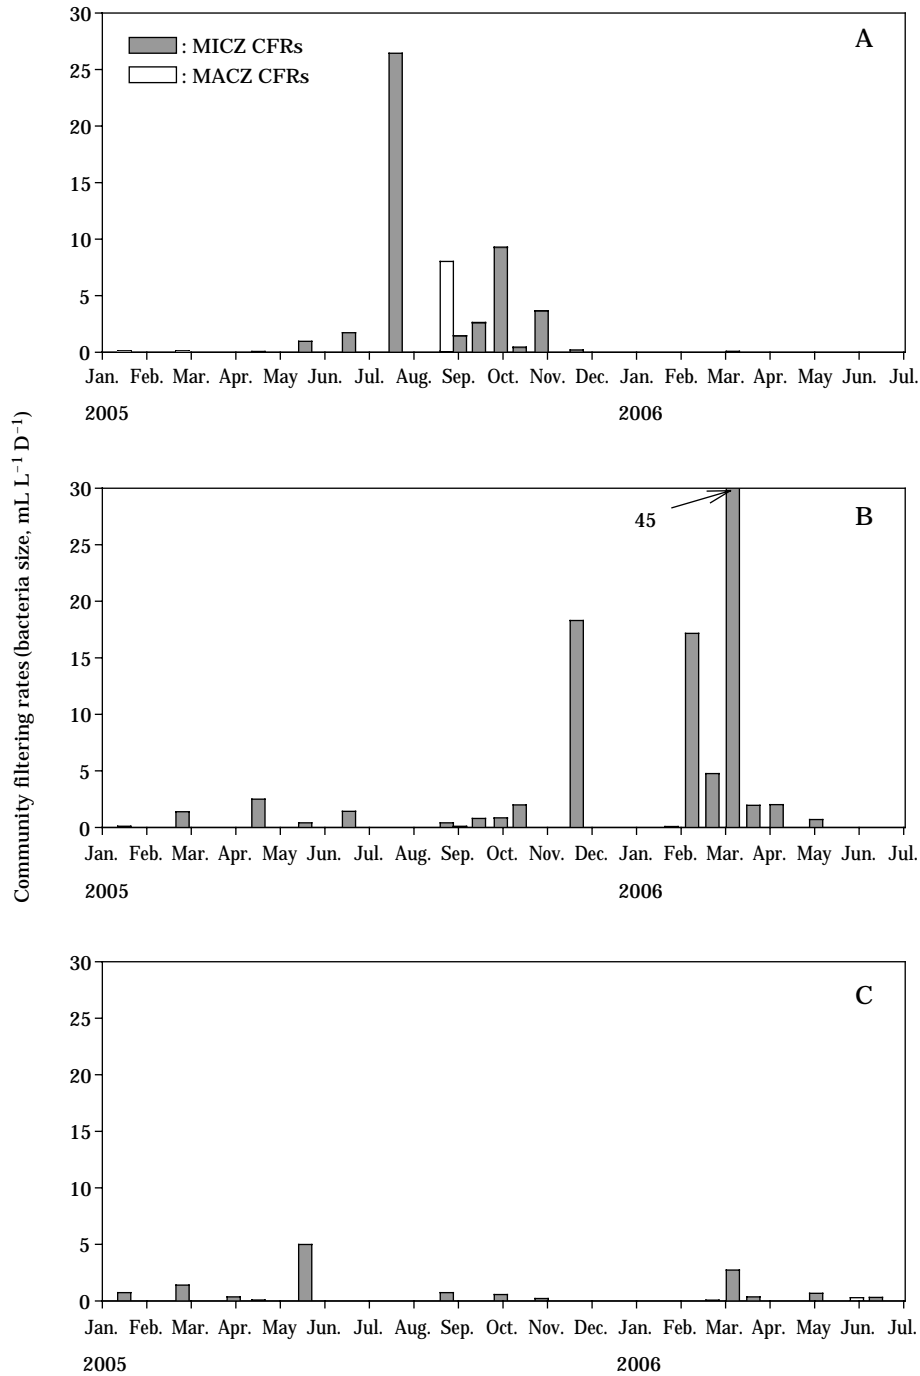 Community filtering rates (bacteria size, mL L⁻¹ D⁻¹)
30
25
20
15
10
5
0
: MICZ CFRs
: MACZ CFRs
A
Jan. Feb. Mar. Apr. May Jun. Jul. Aug. Sep. Oct. Nov. Dec. Jan. Feb. Mar. Apr. May Jun. Jul.
2005 2006
30
25
20
15
10
5
0
45
B
Jan. Feb. Mar. Apr. May Jun. Jul. Aug. Sep. Oct. Nov. Dec. Jan. Feb. Mar. Apr. May Jun. Jul.
2005 2006
30
25
20
15
10
5
0
C
Jan. Feb. Mar. Apr. May Jun. Jul. Aug. Sep. Oct. Nov. Dec. Jan. Feb. Mar. Apr. May Jun. Jul.
2005 2006